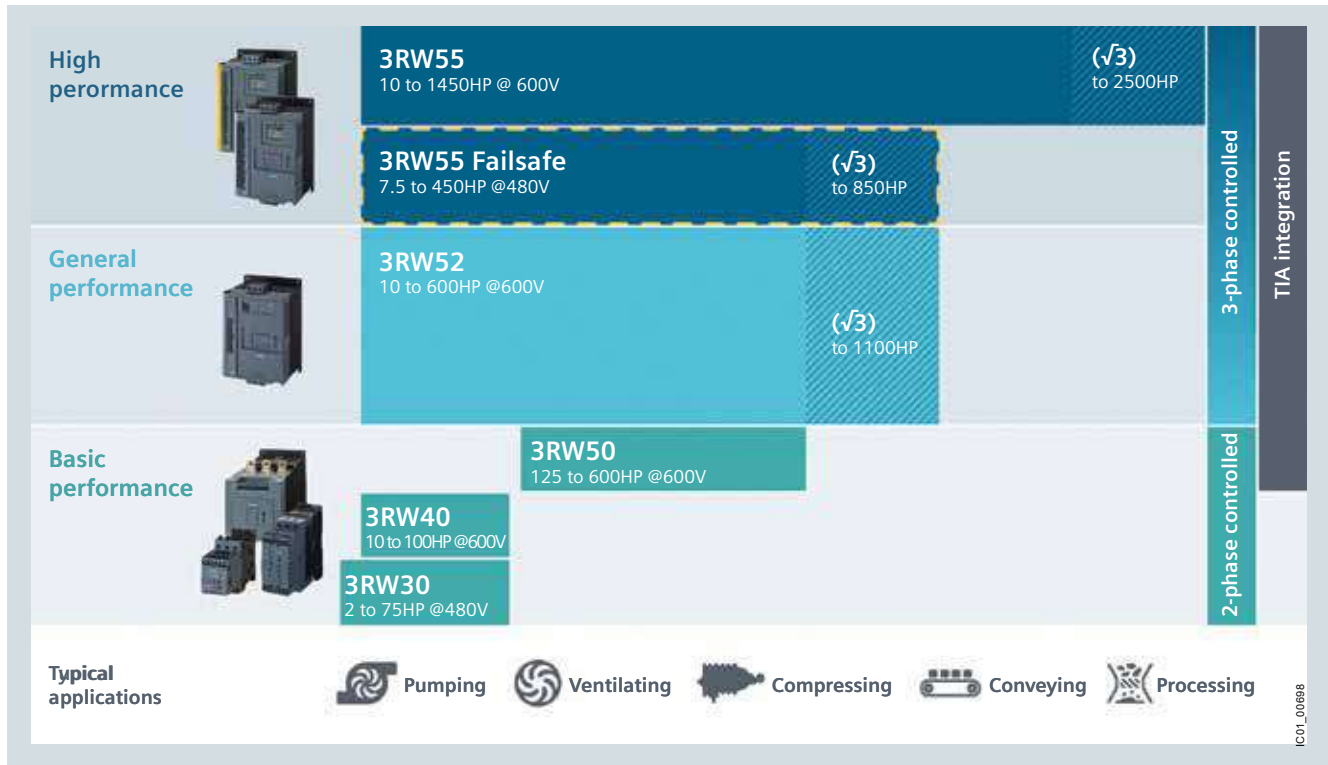 High
perormance
3RW55
10 to 1450HP @ 600V
(√3)
to 2500HP
3RW55 Failsafe
7.5 to 450HP @480V
(√3)
to 850HP
General
performance
3RW52
10 to 600HP @600V
(√3)
to 1100HP
Basic
performance
3RW50
125 to 600HP @600V
3RW40
10 to 100HP @600V
3RW30
2 to 75HP @480V
3-phase controlled
2-phase controlled
TIA integration
Typical
applications
Pumping
Ventilating
Compressing
Conveying
Processing
IC01_00698